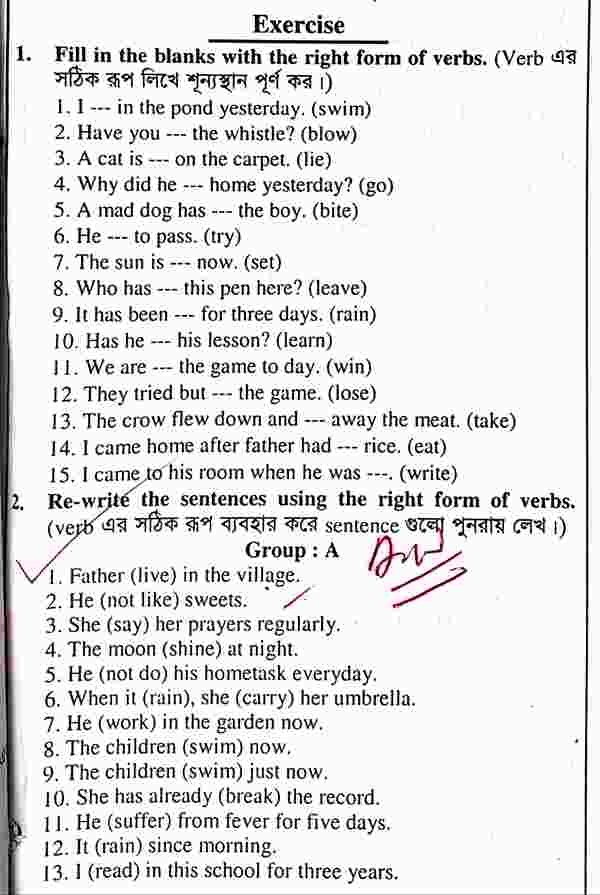 Exercise
1. Fill in the blanks with the right form of verbs. (Verb এর
সঠিক রূপ লিখে শূন্যস্থান পূর্ণ কর।)
1. I --- in the pond yesterday. (swim)
2. Have you --- the whistle? (blow)
3. A cat is --- on the carpet. (lie)
4. Why did he --- home yesterday? (go)
5. A mad dog has --- the boy. (bite)
6. He --- to pass. (try)
7. The sun is --- now. (set)
8. Who has --- this pen here? (leave)
9. It has been --- for three days. (rain)
10. Has he --- his lesson? (learn)
11. We are --- the game to day. (win)
12. They tried but --- the game. (lose)
13. The crow flew down and --- away the meat. (take)
14. I came home after father had --- rice. (eat)
15. I came to his room when he was ---. (write)
2. Re-write the sentences using the right form of verbs.
(verb এর সঠিক রূপ ব্যবহার করে sentence গুলো পুনরায় লেখ।)
Group : A
1. Father (live) in the village.
2. He (not like) sweets.
3. She (say) her prayers regularly.
4. The moon (shine) at night.
5. He (not do) his hometask everyday.
6. When it (rain), she (carry) her umbrella.
7. He (work) in the garden now.
8. The children (swim) now.
9. The children (swim) just now.
10. She has already (break) the record.
11. He (suffer) from fever for five days.
12. It (rain) since morning.
13. I (read) in this school for three years.